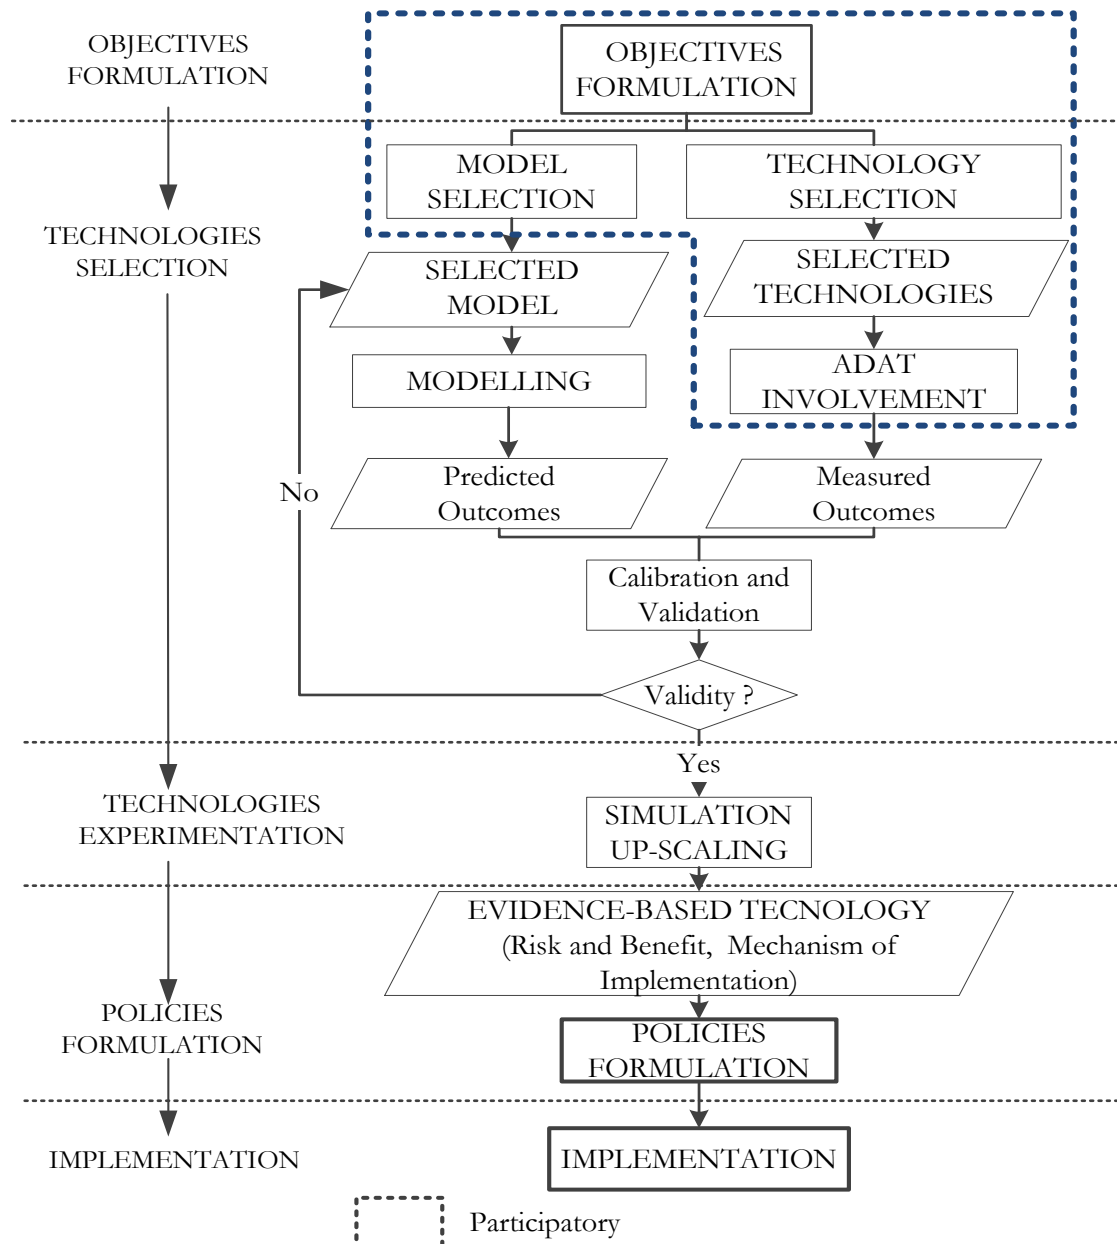 OBJECTIVES
FORMULATION
OBJECTIVES
FORMULATION
MODEL
SELECTION
TECHNOLOGY
SELECTION
TECHNOLOGIES
SELECTION
SELECTED
MODEL
SELECTED
TECHNOLOGIES
MODELLING
ADAT
INVOLVEMENT
No
Predicted
Outcomes
Measured
Outcomes
Calibration and
Validation
Validity ?
Yes
TECHNOLOGIES
EXPERIMENTATION
SIMULATION
UP-SCALING
EVIDENCE-BASED TECNOLOGY
(Risk and Benefit, Mechanism of
Implementation)
POLICIES
FORMULATION
POLICIES
FORMULATION
IMPLEMENTATION
IMPLEMENTATION
Participatory